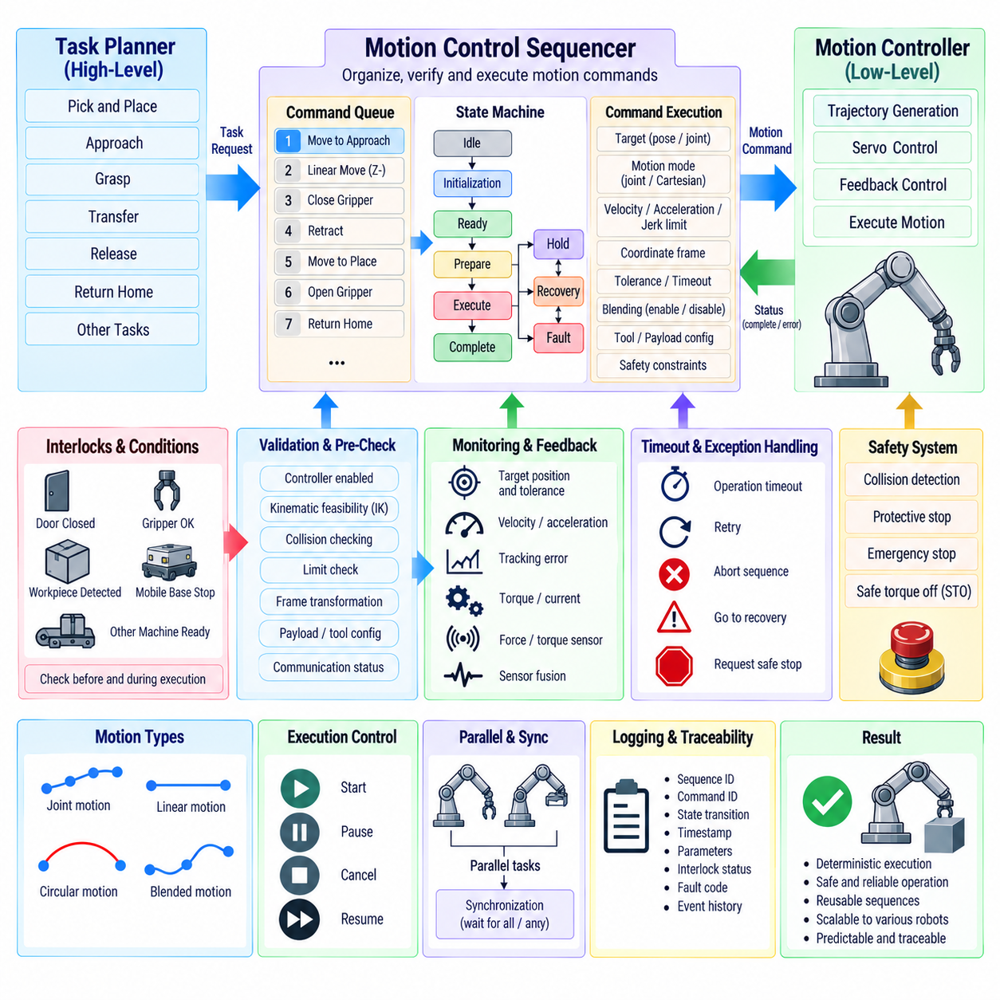 Task Planner
(High-Level)
Pick and Place
Approach
Grasp
Transfer
Release
Return Home
Other Tasks
Task
Request
Motion Control Sequencer
Organize, verify and execute motion commands
Command Queue
1 Move to Approach
2 Linear Move (Z-)
3 Close Gripper
4 Retract
5 Move to Place
6 Open Gripper
7 Return Home
...
State Machine
Idle
Initialization
Ready
Prepare
Execute
Complete
Hold
Recovery
Fault
Command Execution
Target (pose / joint)
Motion mode
(joint / Cartesian)
Velocity / Acceleration /
Jerk limit
Coordinate frame
Tolerance / Timeout
Blending (enable / disable)
Tool / Payload config
Safety constraints
Motion
Command
Status
(complete / error)
Motion Controller
(Low-Level)
Trajectory Generation
Servo Control
Feedback Control
Execute Motion
Interlocks & Conditions
Door Closed
Gripper OK
Workpiece Detected
Mobile Base Stop
Other Machine Ready
Check before and during execution
Validation & Pre-Check
Controller enabled
Kinematic feasibility (IK)
Collision checking
Limit check
Frame transformation
Payload / tool config
Communication status
Monitoring & Feedback
Target position
and tolerance
Velocity / acceleration
Tracking error
Torque / current
Force / torque sensor
Sensor fusion
Timeout & Exception Handling
Operation timeout
Retry
Abort sequence
Go to recovery
Request safe stop
Safety System
Collision detection
Protective stop
Emergency stop
Safe torque off (STO)
Motion Types
Joint motion
Linear motion
Circular motion
Blended motion
Execution Control
Start
Pause
Cancel
Resume
Parallel & Sync
Parallel tasks
Synchronization
(wait for all / any)
Logging & Traceability
• Sequence ID
• Command ID
• State transition
• Timestamp
• Parameters
• Interlock status
• Fault code
• Event history
Result
• Deterministic execution
• Safe and reliable operation
• Reusable sequences
• Scalable to various robots
• Predictable and traceable